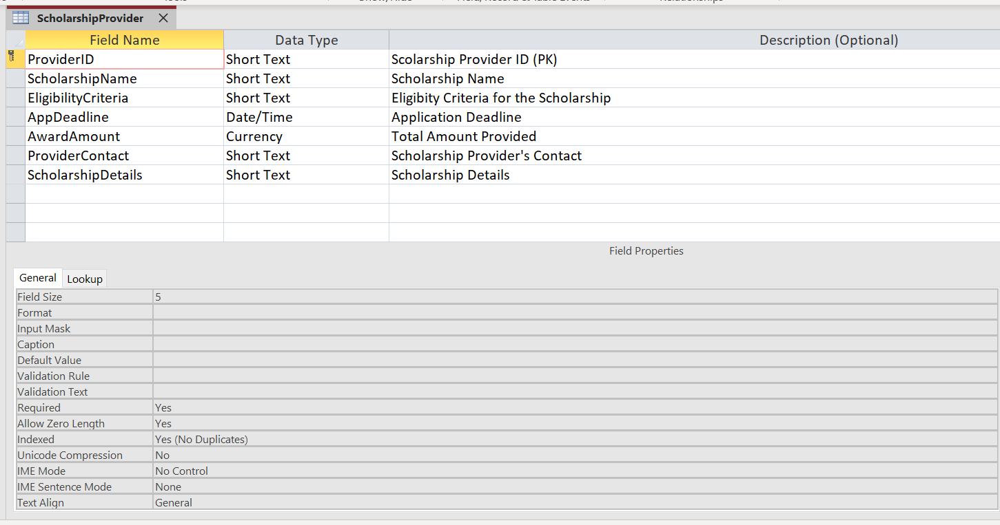 ScholarshipProvider
Field Name Data Type Description (Optional)
ProviderID Short Text Scolarship Provider ID (PK)
ScholarshipName Short Text Scholarship Name
EligibilityCriteria Short Text Eligibity Criteria for the Scholarship
AppDeadline Date/Time Application Deadline
AwardAmount Currency Total Amount Provided
ProviderContact Short Text Scholarship Provider's Contact
ScholarshipDetails Short Text Scholarship Details
Field Properties
General Lookup
Field Size 5
Format
Input Mask
Caption
Default Value
Validation Rule
Validation Text
Required Yes
Allow Zero Length Yes
Indexed Yes (No Duplicates)
Unicode Compression No
IME Mode No Control
IME Sentence Mode None
Text Align General